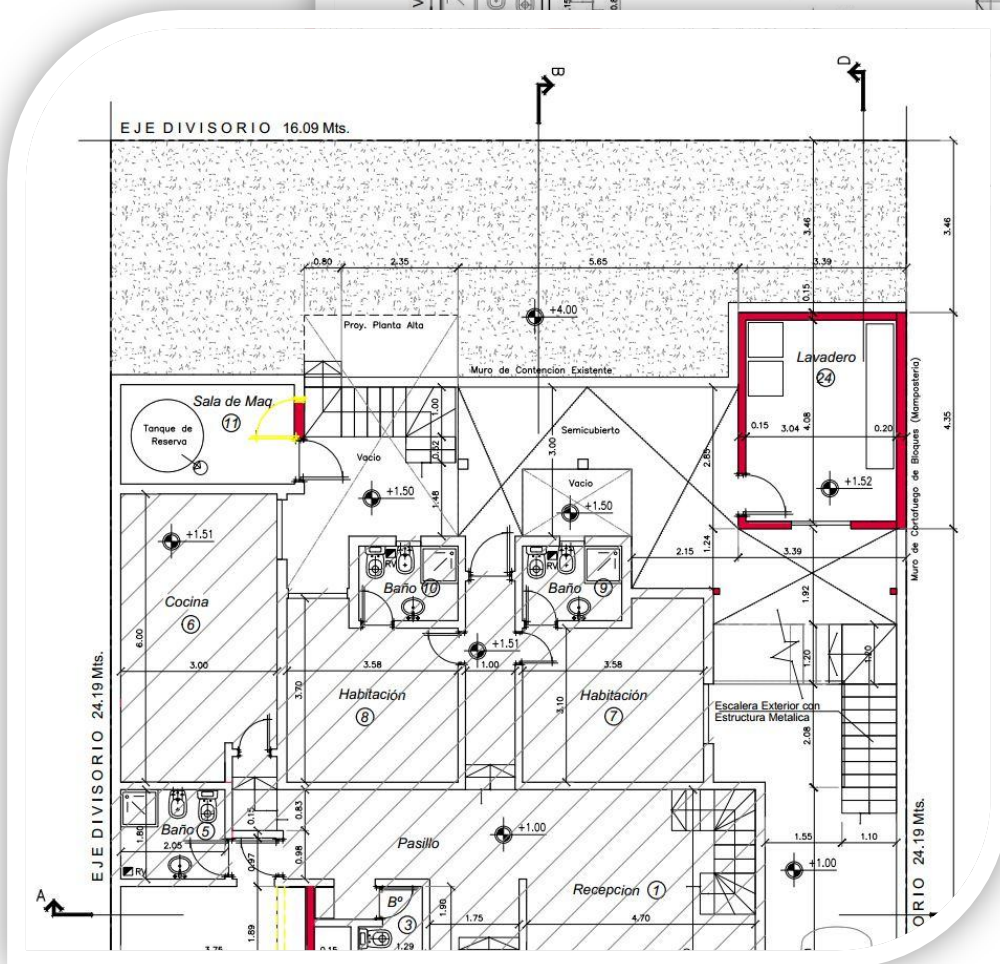 B
D
EJE DIVISORIO 16.09 Mts.
3.46
3.46
0.80
2.35
5.65
3.39
0.15
+4.00
Proy. Planta Alta
Muro de Contencion Existente
Lavadero
24
Sala de Maq.
11
Tanque de
Reserva
1.00
0.52
1.48
3.00
Semicubierto
2.85
0.15
3.04
4.08
0.20
4.35
Muro de Cortafuego de Bloques (Mamposteria)
Vacio
+1.50
Vacio
+1.50
+1.52
+1.51
1.24
2.15
3.39
RV
Baño 10
RV
Baño 9
Cocina
6
6.00
3.00
1.92
+1.51
3.58
1.00
3.58
3.70
Habitación
8
3.10
Habitación
7
1.20
1.20
Escalera Exterior con
Estructura Metalica
2.08
EJE DIVISORIO 24.19 Mts.
Baño 5
1.80
2.05
RV
0.15
0.83
0.97
0.98
Pasillo
+1.00
Recepcion 1
1.55
1.10
+1.00
ORIO 24.19 Mts.
A
Bº
3
1.29
1.90
1.75
4.70
1.89
3.75
0.15